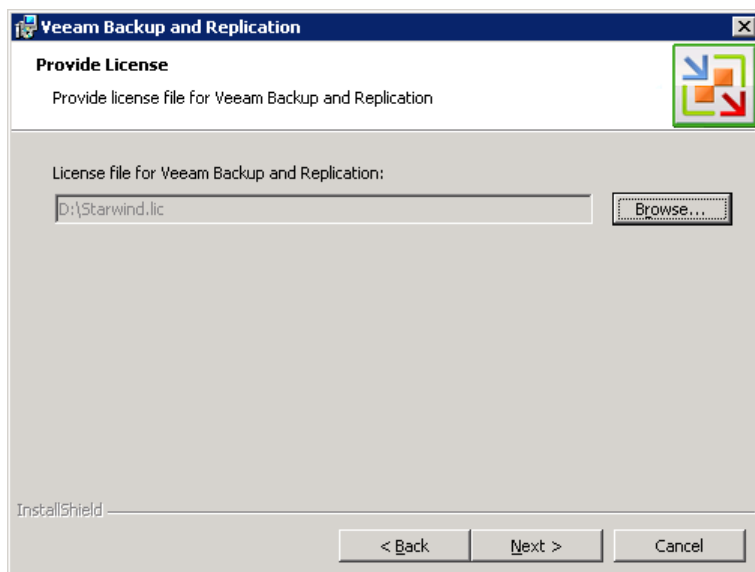 Veeam Backup and Replication
Provide License
Provide license file for Veeam Backup and Replication
License file for Veeam Backup and Replication:
D:\Starwind.lic
Browse...
InstallShield
< Back
Next >
Cancel